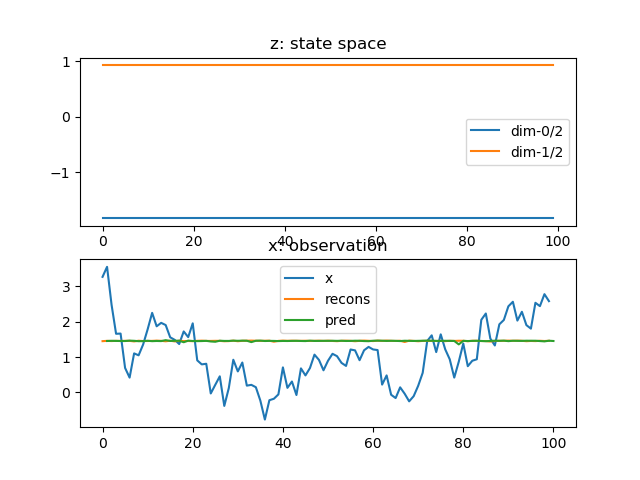 z: state space
1
0
−1
dim-0/2
dim-1/2
0 20 40 60 80 100
x: observation
3
2
1
0
x
recons
pred
0 20 40 60 80 100